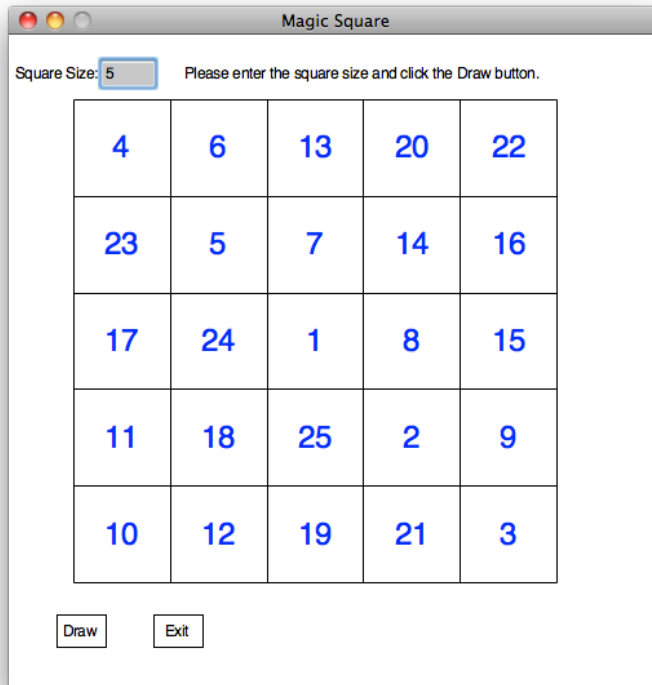 Magic Square
Square Size: 5 Please enter the square size and click the Draw button.
4 6 13 20 22
23 5 7 14 16
17 24 1 8 15
11 18 25 2 9
10 12 19 21 3
Draw Exit